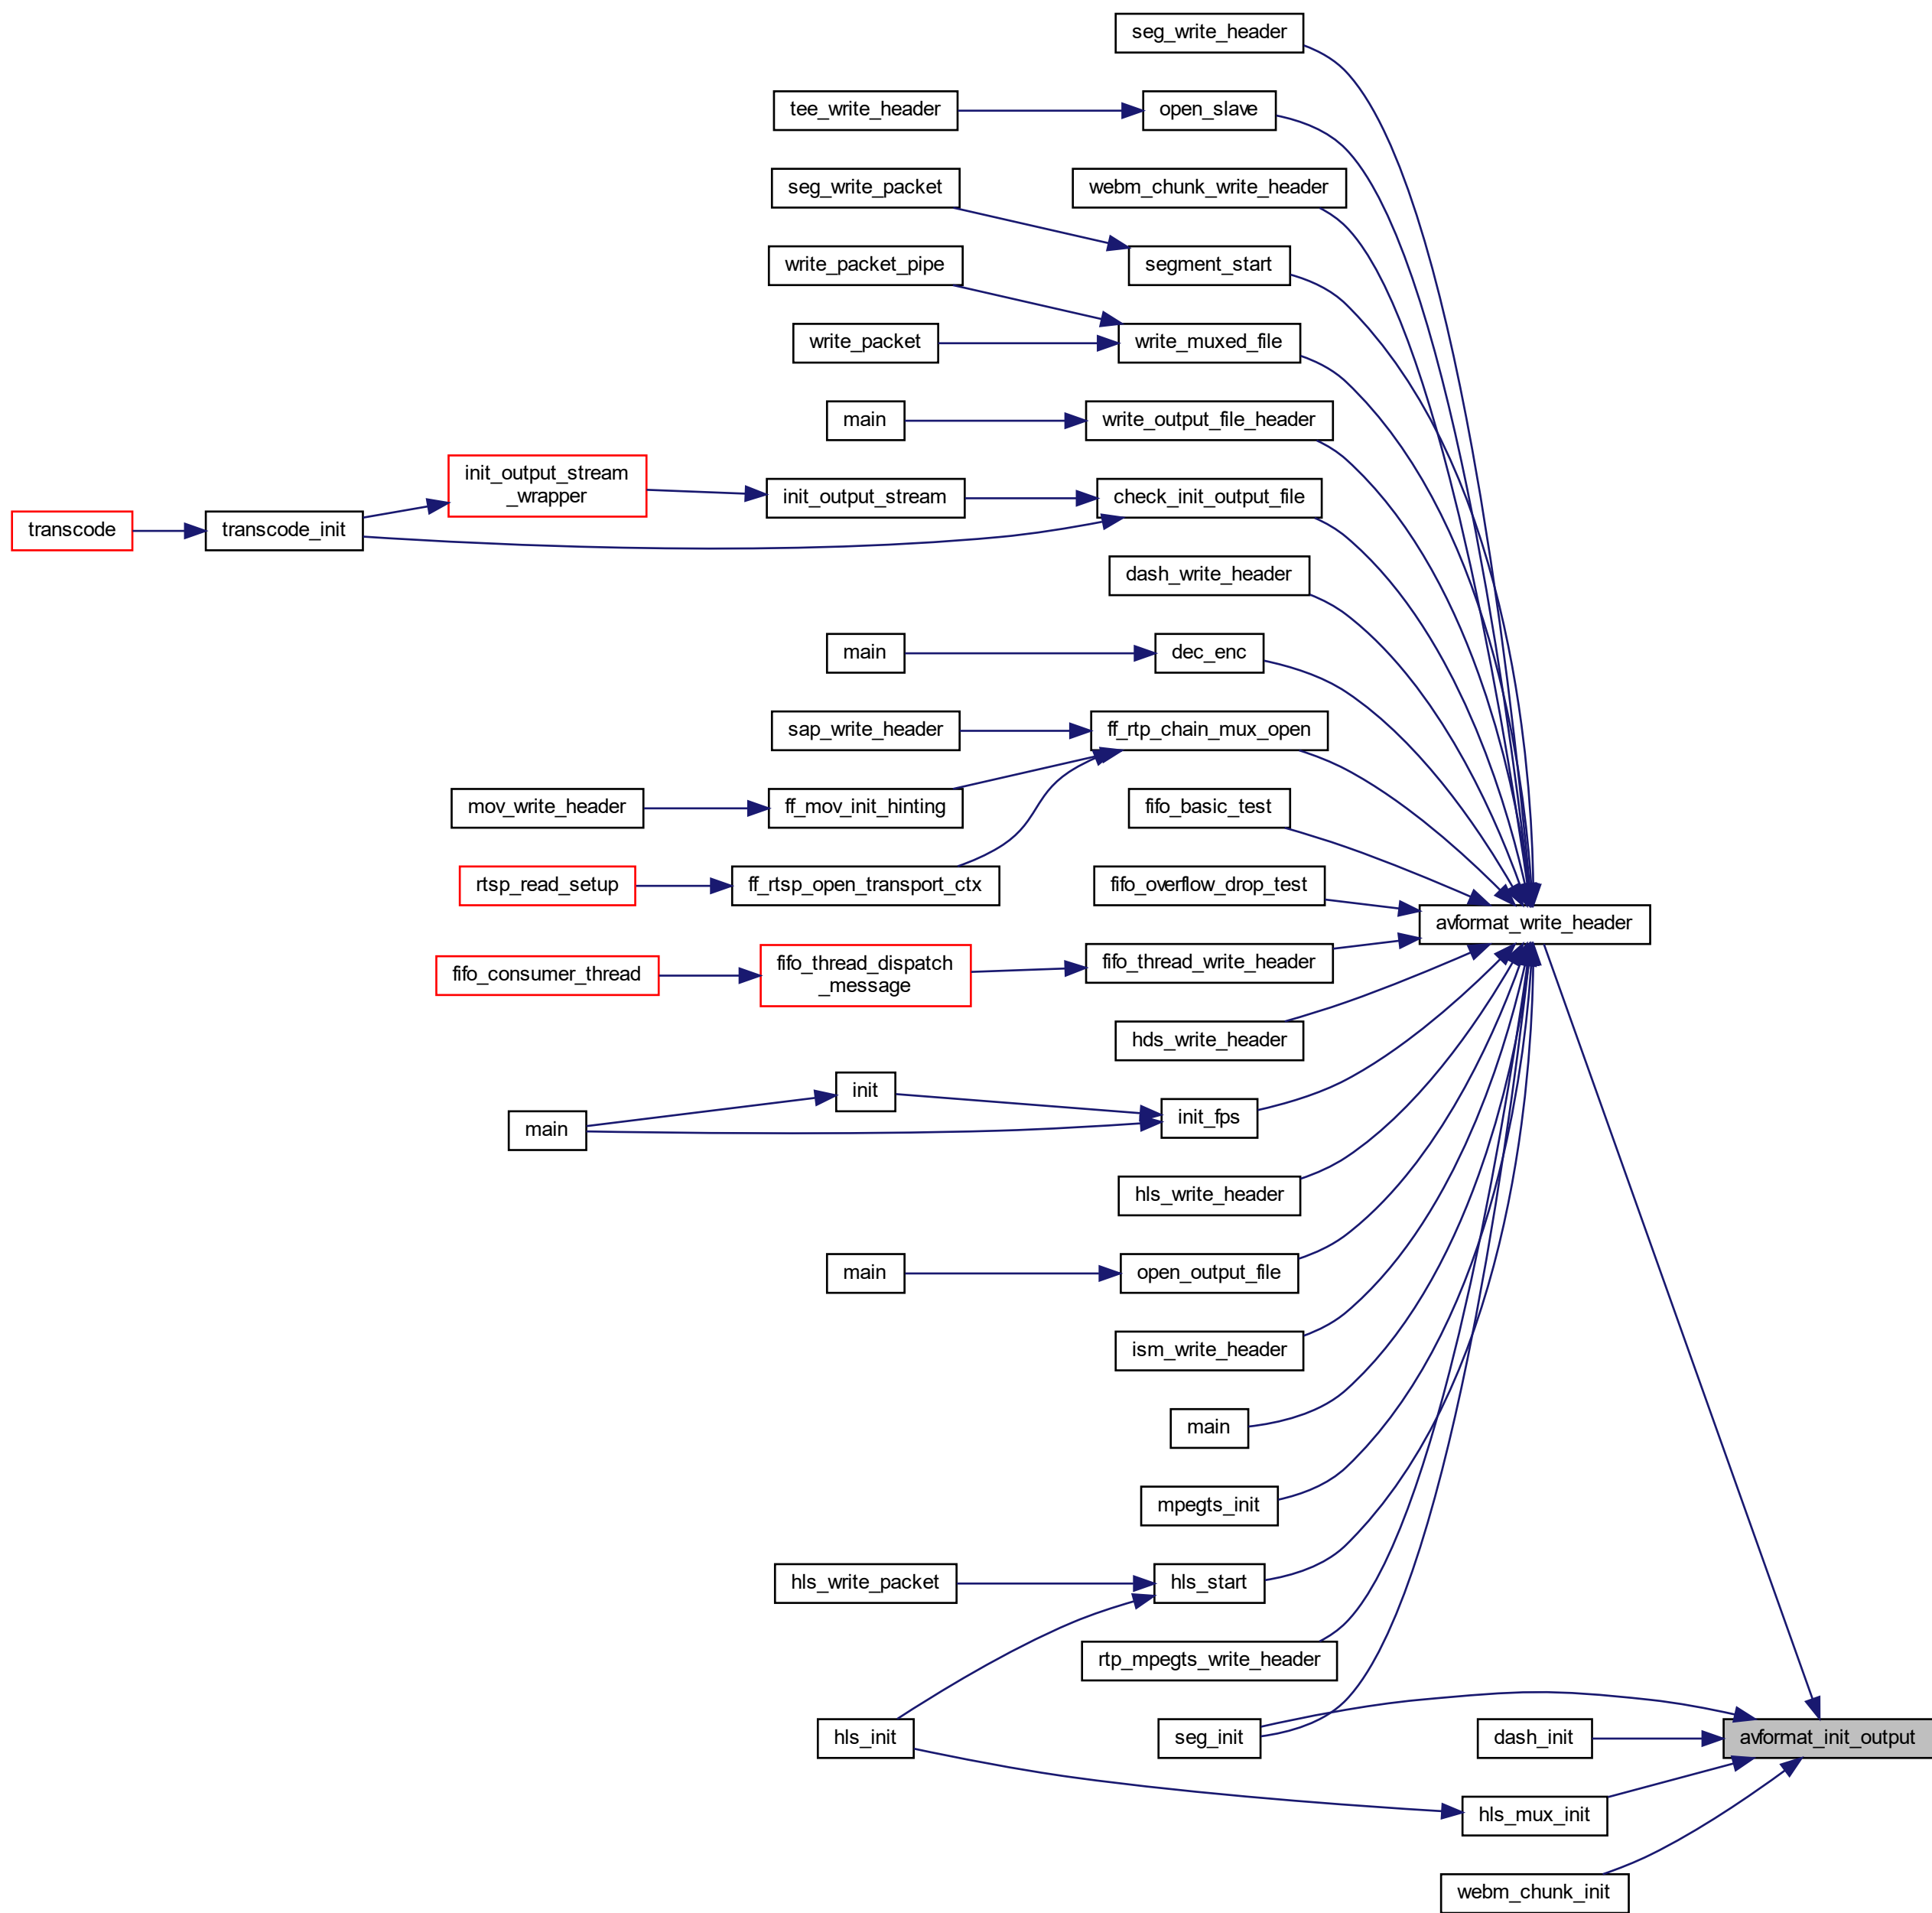 seg_write_header
tee_write_header
open_slave
seg_write_packet
webm_chunk_write_header
write_packet_pipe
segment_start
write_packet
write_muxed_file
main
write_output_file_header
init_output_stream
_wrapper
init_output_stream
check_init_output_file
transcode
transcode_init
dash_write_header
main
dec_enc
sap_write_header
ff_rtp_chain_mux_open
mov_write_header
ff_mov_init_hinting
fifo_basic_test
rtsp_read_setup
ff_rtsp_open_transport_ctx
fifo_overflow_drop_test
avformat_write_header
fifo_consumer_thread
fifo_thread_dispatch
_message
fifo_thread_write_header
hds_write_header
init
main
init_fps
hls_write_header
main
open_output_file
ism_write_header
main
mpegts_init
hls_write_packet
hls_start
rtp_mpegts_write_header
hls_init
seg_init
dash_init
avformat_init_output
hls_mux_init
webm_chunk_init